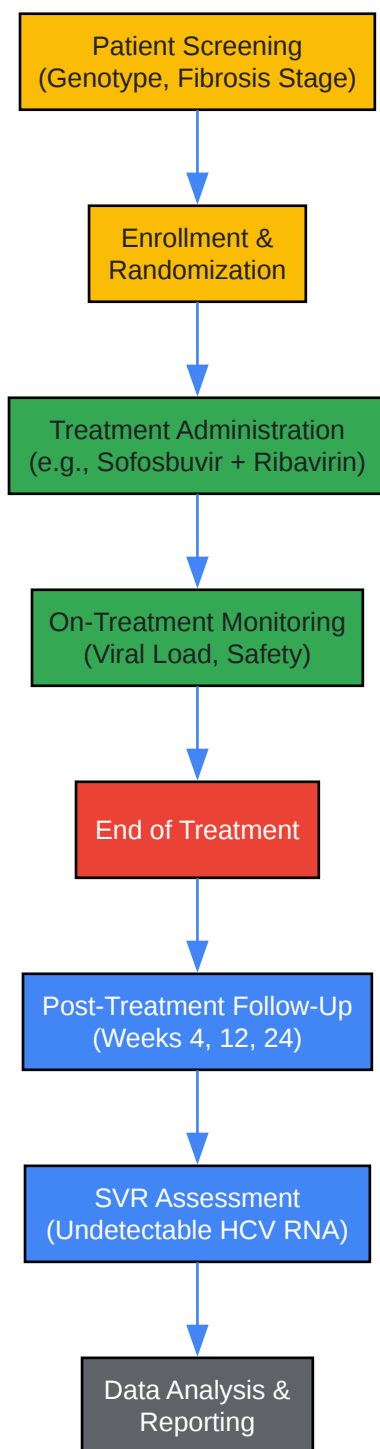 Patient Screening
(Genotype, Fibrosis Stage)
Enrollment &
Randomization
Treatment Administration
(e.g., Sofosbuvir + Ribavirin)
On-Treatment Monitoring
(Viral Load, Safety)
End of Treatment
Post-Treatment Follow-Up
(Weeks 4, 12, 24)
SVR Assessment
(Undetectable HCV RNA)
Data Analysis &
Reporting